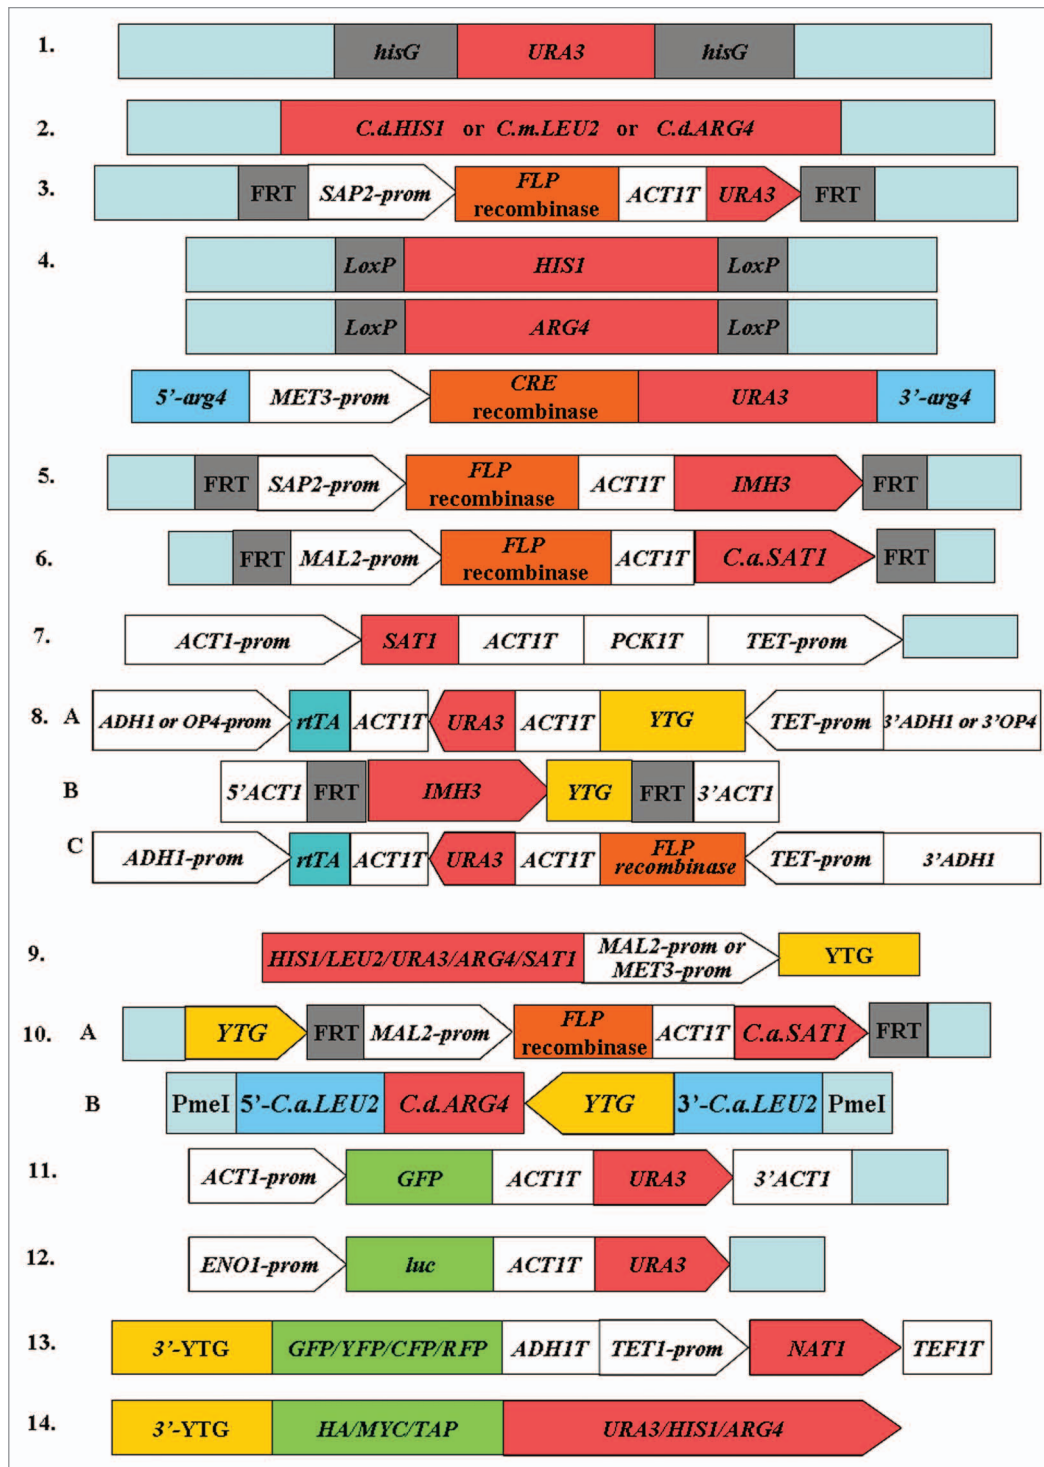 1. hisG URA3 hisG
2. C.d.HIS1 or C.m.LEU2 or C.d.ARG4
3. FRT SAP2-prom FLP recombinase ACT1T URA3 FRT
4. LoxP HIS1 LoxP
LoxP ARG4 LoxP
5'-arg4 MET3-prom CRE recombinase URA3 3'-arg4
5. FRT SAP2-prom FLP recombinase ACT1T IMH3 FRT
6. FRT MAL2-prom FLP recombinase ACT1T C.a.SAT1 FRT
7. ACT1-prom SAT1 ACT1T PCK1T TET-prom
8. A ADH1 or OP4-prom rtTA ACT1T URA3 ACT1T YTG TET-prom 3'ADH1 or 3'OP4
B 5'ACT1 FRT IMH3 YTG FRT 3'ACT1
C ADH1-prom rtTA ACT1T URA3 ACT1T FLP recombinase TET-prom 3'ADH1
9. HIS1/LEU2/URA3/ARG4/SAT1 MAL2-prom or MET3-prom YTG
10. A YTG FRT MAL2-prom FLP recombinase ACT1T C.a.SAT1 FRT
B PmeI 5'-C.a.LEU2 C.d.ARG4 YTG 3'-C.a.LEU2 PmeI
11. ACT1-prom GFP ACT1T URA3 3'ACT1
12. ENO1-prom luc ACT1T URA3
13. 3'-YTG GFP/YFP/CFP/RFP ADH1T TET1-prom NAT1 TEF1T
14. 3'-YTG HA/MYC/TAP URA3/HIS1/ARG4